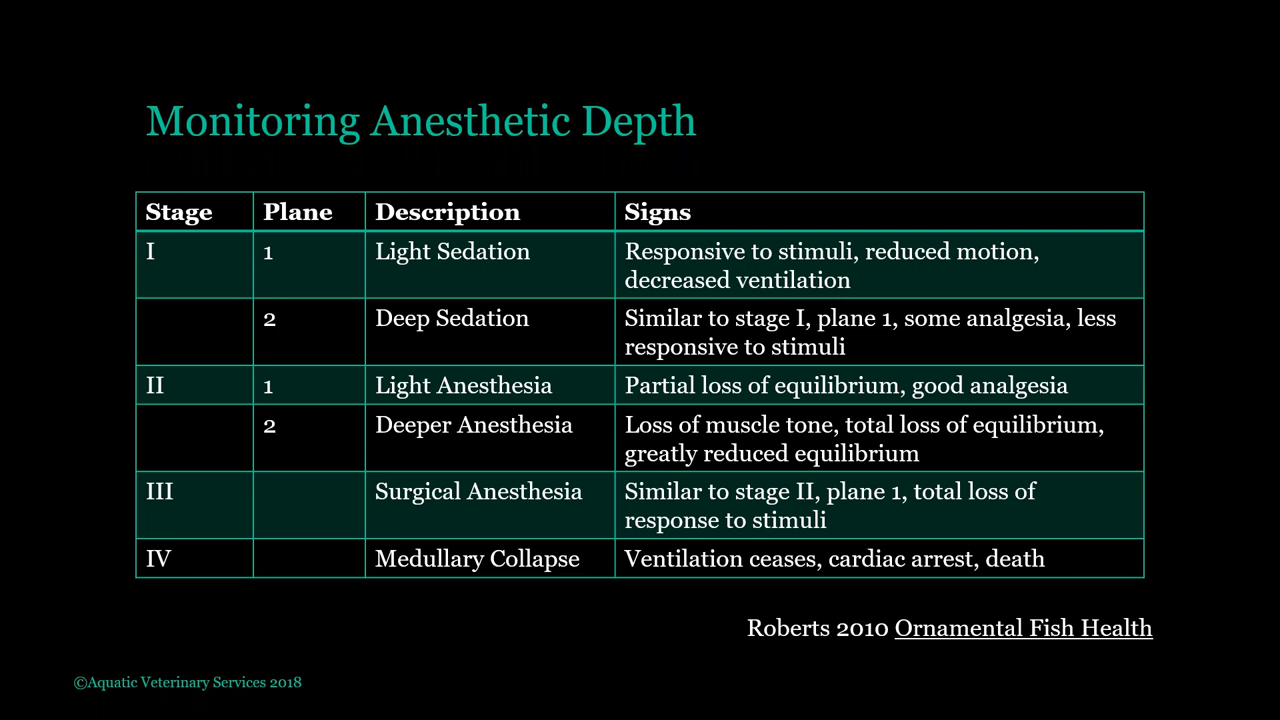 Monitoring Anesthetic Depth
Stage Plane Description Signs
I 1 Light Sedation Responsive to stimuli, reduced motion,
decreased ventilation
2 Deep Sedation Similar to stage I, plane 1, some analgesia, less
responsive to stimuli
II 1 Light Anesthesia Partial loss of equilibrium, good analgesia
2 Deeper Anesthesia Loss of muscle tone, total loss of equilibrium,
greatly reduced equilibrium
III Surgical Anesthesia Similar to stage II, plane 1, total loss of
response to stimuli
IV Medullary Collapse Ventilation ceases, cardiac arrest, death
Roberts 2010 Ornamental Fish Health
©Aquatic Veterinary Services 2018